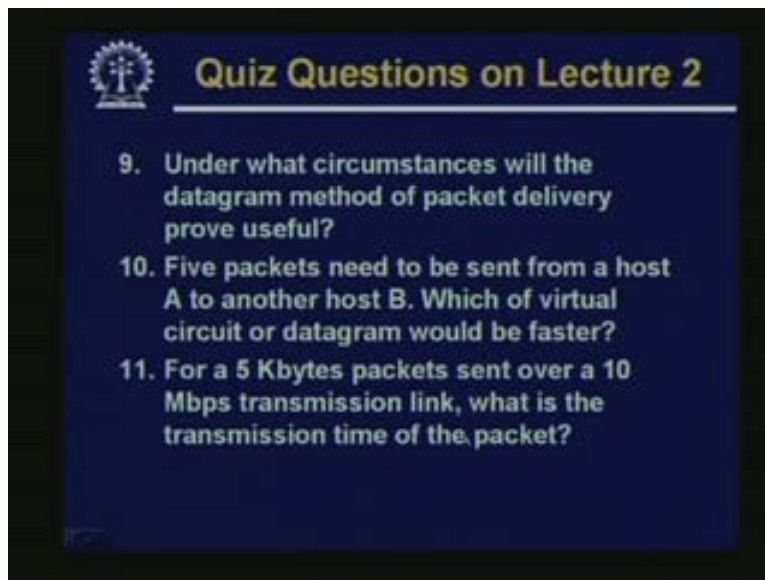 Quiz Questions on Lecture 2
9. Under what circumstances will the
datagram method of packet delivery
prove useful?
10. Five packets need to be sent from a host
A to another host B. Which of virtual
circuit or datagram would be faster?
11. For a 5 Kbytes packets sent over a 10
Mbps transmission link, what is the
transmission time of the packet?